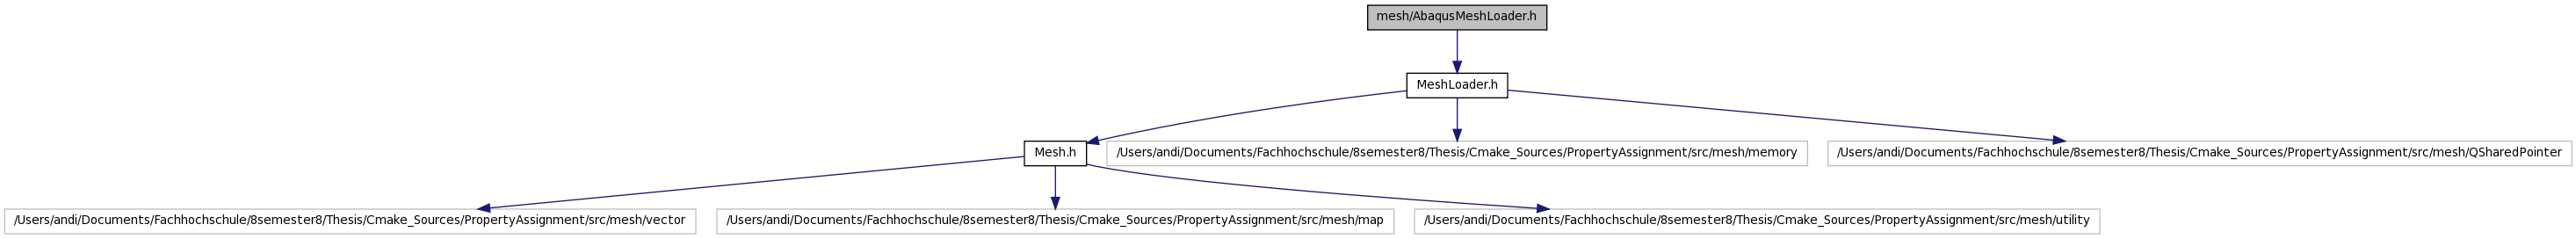 mesh/AbaqusMeshLoader.h
MeshLoader.h
Mesh.h
/Users/andi/Documents/Fachhochschule/8semester8/Thesis/Cmake_Sources/PropertyAssignment/src/mesh/memory
/Users/andi/Documents/Fachhochschule/8semester8/Thesis/Cmake_Sources/PropertyAssignment/src/mesh/QSharedPointer
/Users/andi/Documents/Fachhochschule/8semester8/Thesis/Cmake_Sources/PropertyAssignment/src/mesh/vector
/Users/andi/Documents/Fachhochschule/8semester8/Thesis/Cmake_Sources/PropertyAssignment/src/mesh/map
/Users/andi/Documents/Fachhochschule/8semester8/Thesis/Cmake_Sources/PropertyAssignment/src/mesh/utility